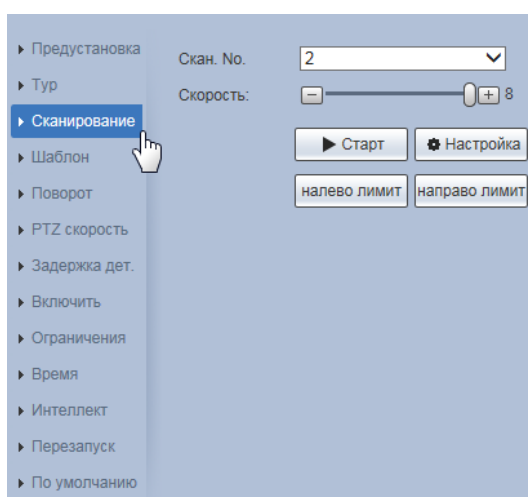 Предустановка
Тур
Сканирование
Шаблон
Поворот
PTZ скорость
Задержка дет.
Включить
Ограничения
Время
Интеллект
Перезапуск
По умолчанию
Скан. No. 2
Скорость: 8
Старт Настройка
налево лимит направо лимит